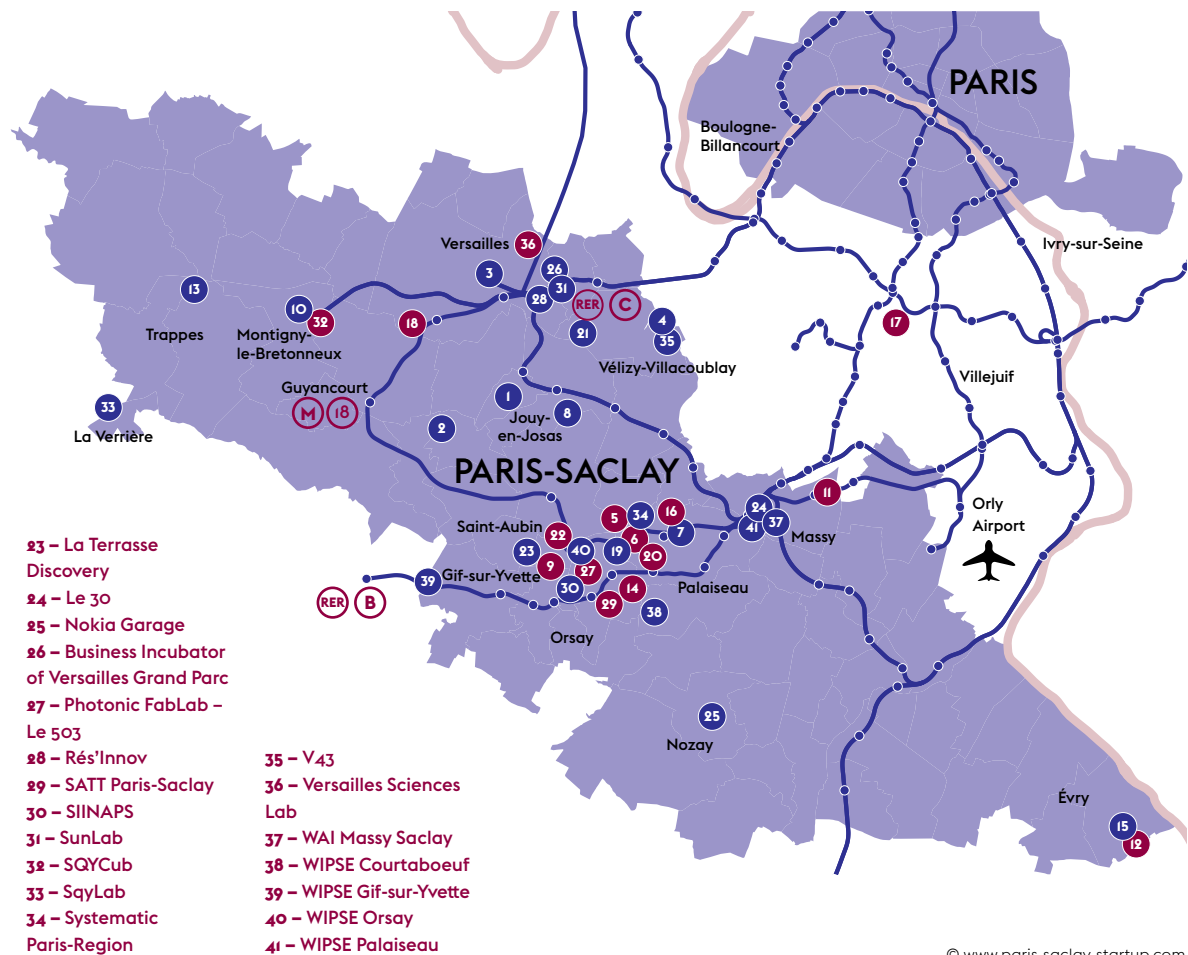 PARIS
Boulogne-
Billancourt
Ivry-sur-Seine
Versailles
36
3
26
31
28
RER
C
13
10
32
18
21
4
35
17
Trappes
Montigny-
le-Bretonneux
Vélizy-Villacoublay
Villejuif
Guyancourt
M
18
33
La Verrière
1
8
2
Jouy-
en-Josas
PARIS-SACLAY
11
Orly
Airport
Saint-Aubin
5
34
16
24
41
37
Massy
22
6
7
23
40
19
20
9
27
Gif-sur-Yvette
39
30
14
Palaiseau
RER
B
29
38
Orsay
25
Nozay
Évry
15
12
23 – La Terrasse
Discovery
24 – Le 30
25 – Nokia Garage
26 – Business Incubator
of Versailles Grand Parc
27 – Photonic FabLab –
Le 503
28 – Rés'Innov
29 – SATT Paris-Saclay
30 – SIINAPS
31 – SunLab
32 – SQYCub
33 – SqyLab
34 – Systematic
Paris-Region
35 – V43
36 – Versailles Sciences
Lab
37 – WAI Massy Saclay
38 – WIPSE Courtaboeuf
39 – WIPSE Gif-sur-Yvette
40 – WIPSE Orsay
41 – WIPSE Palaiseau
© www.paris-saclay-startup.com